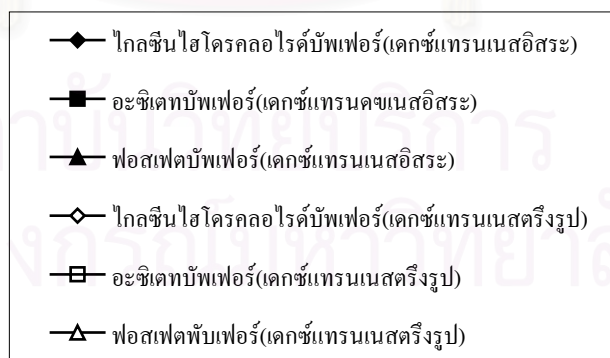 ไกลซีนไฮโดรคลอไรด์บัฟเฟอร์(เดกซ์แทรนเนสอิสระ)
อะซิเตทบัพเฟอร์(เดกซ์แทรนดฃเนสอิสระ)
ฟอสเฟตบัพเฟอร์(เดกซ์แทรนเนสอิสระ)
ไกลซีนไฮโดรคลอไรด์บัพเฟอร์(เดกซ์แทรนเนสตรึงรูป)
อะซิเตทบัพเฟอร์(เดกซ์แทรนเนสตรึงรูป)
ฟอสเฟตพับเฟอร์(เดกซ์แทรนเนสตรึงรูป)